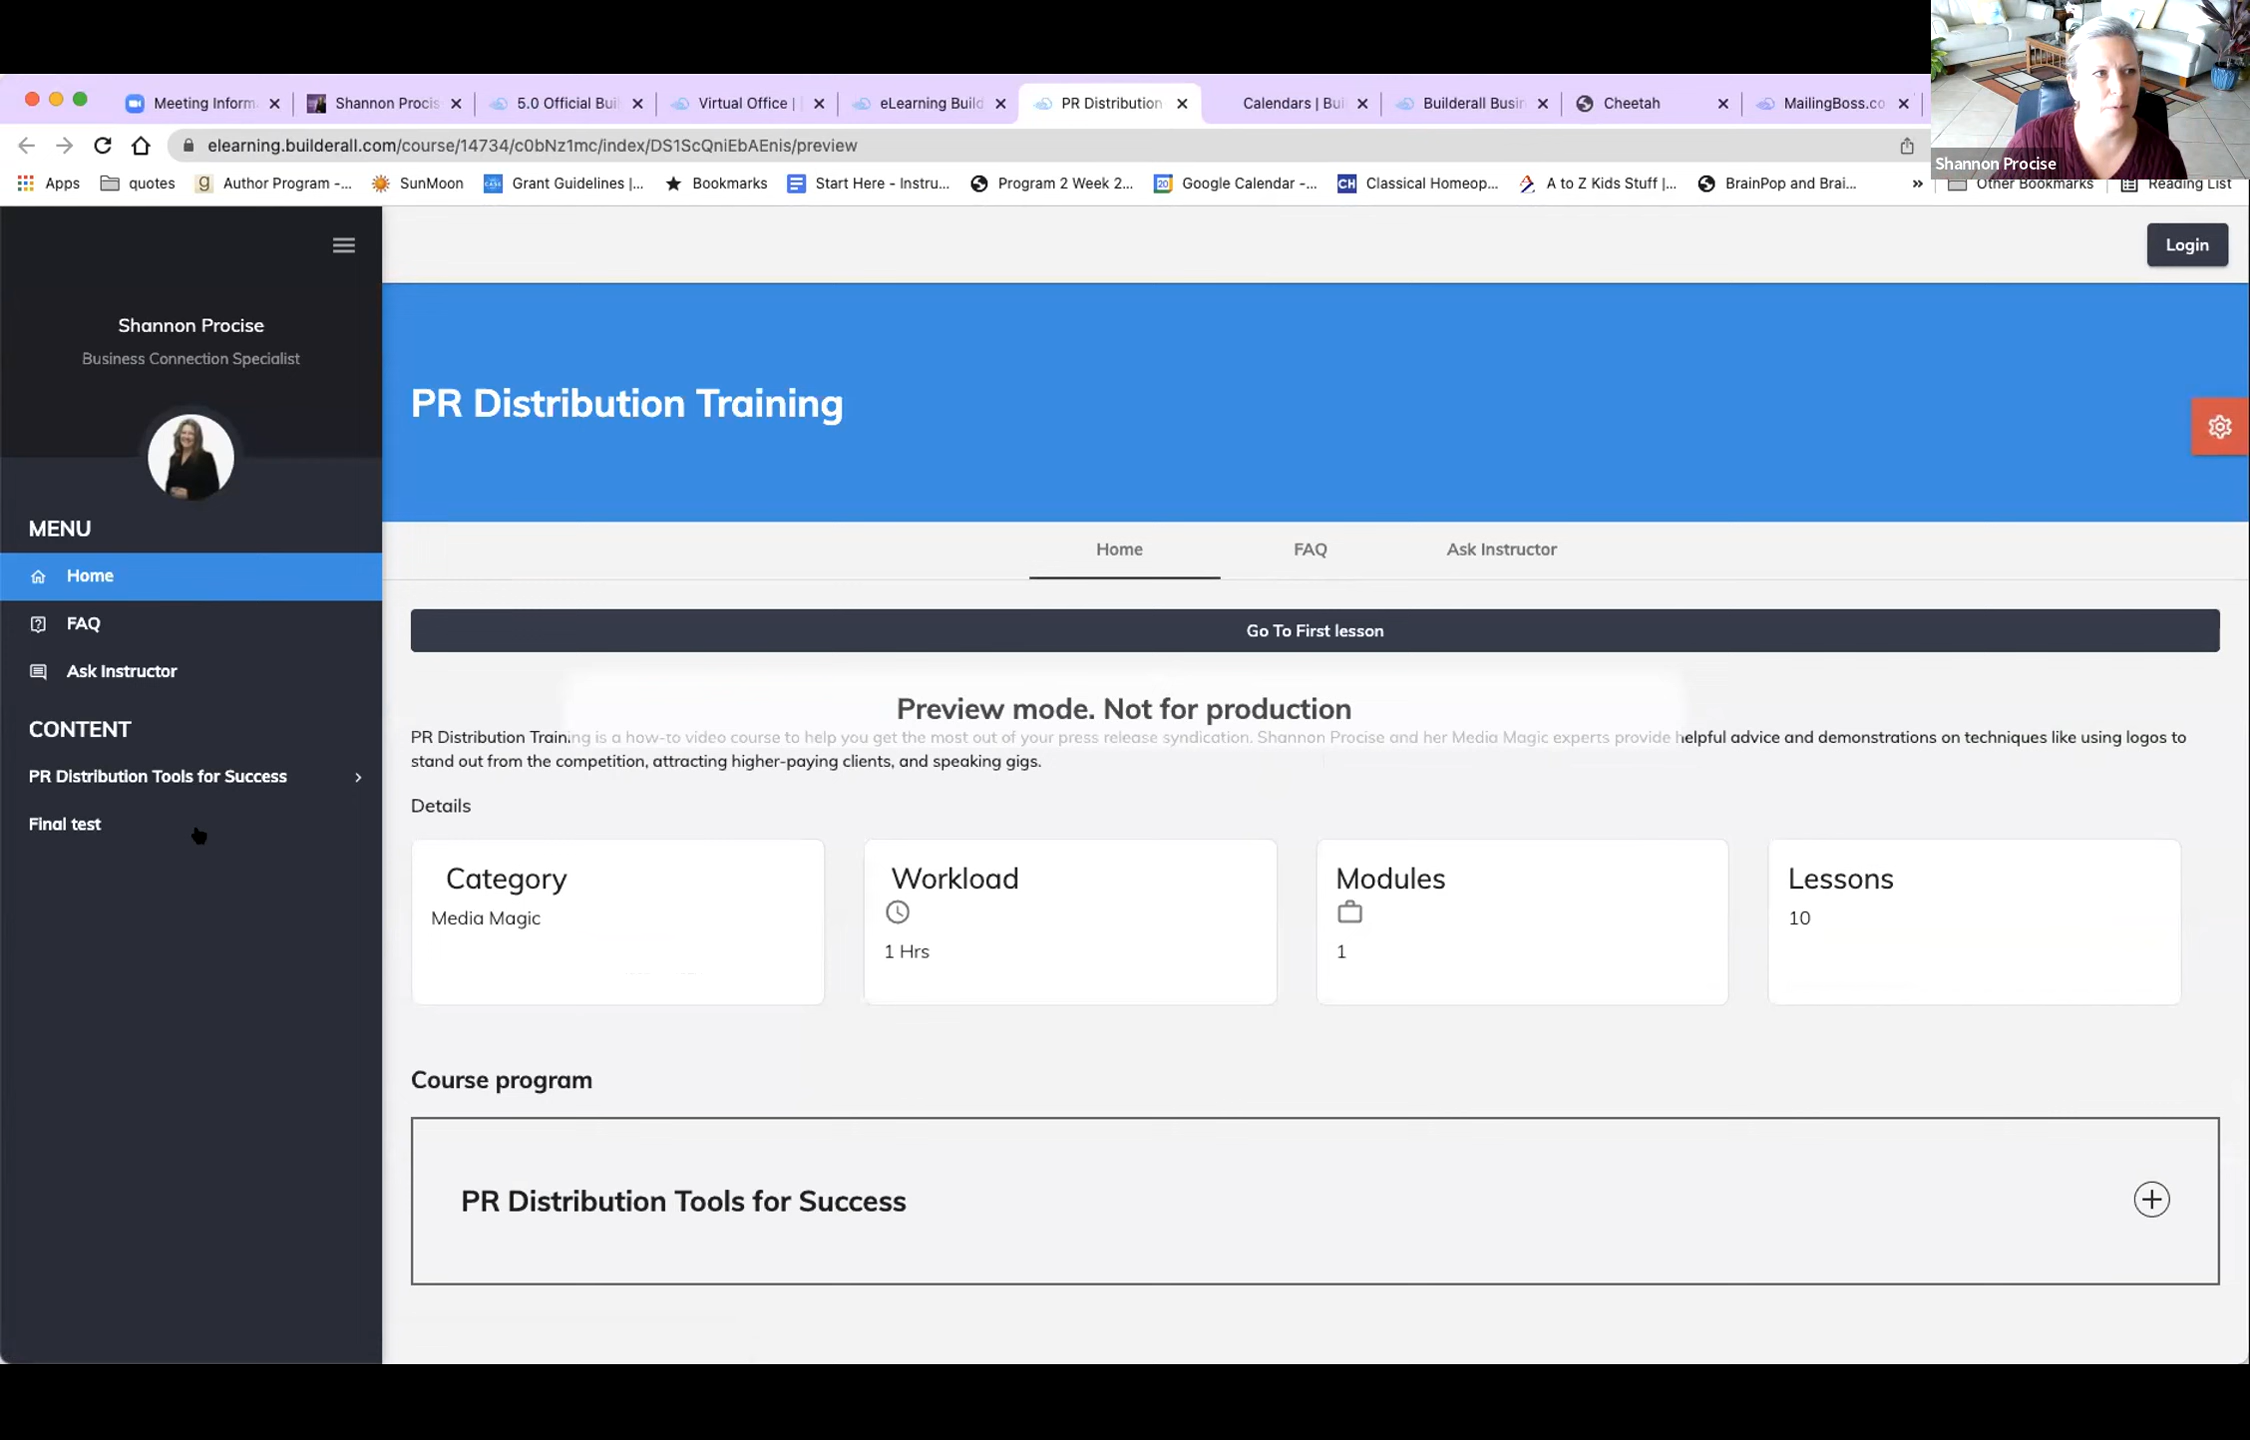 Meeting Inform
Shannon Procis
5.0 Official Bui
Virtual Office |
eLearning Build
PR Distribution
Calendars | Bui
Builderall Busin
Cheetah
MailingBoss.co
elearning.builderall.com/course/14734/c0bNz1mc/index/DS1ScQniEbAEnis/preview
Shannon Procise
Apps
quotes
Author Program -...
SunMoon
Grant Guidelines |...
Bookmarks
Start Here - Instru...
Program 2 Week 2...
Google Calendar -...
CH Classical Homeop...
A to Z Kids Stuff |...
BrainPop and Brai...
»
Other Bookmarks
Reading List
Login
Shannon Procise
Business Connection Specialist
PR Distribution Training
MENU
Home
FAQ
Ask Instructor
CONTENT
PR Distribution Tools for Success
Final test
Home
FAQ
Ask Instructor
Go To First lesson
Preview mode. Not for production
PR Distribution Training is a how-to video course to help you get the most out of your press release syndication. Shannon Procise and her Media Magic experts provide helpful advice and demonstrations on techniques like using logos to
stand out from the competition, attracting higher-paying clients, and speaking gigs.
Details
Category
Media Magic
Workload
1 Hrs
Modules
1
Lessons
10
Course program
PR Distribution Tools for Success